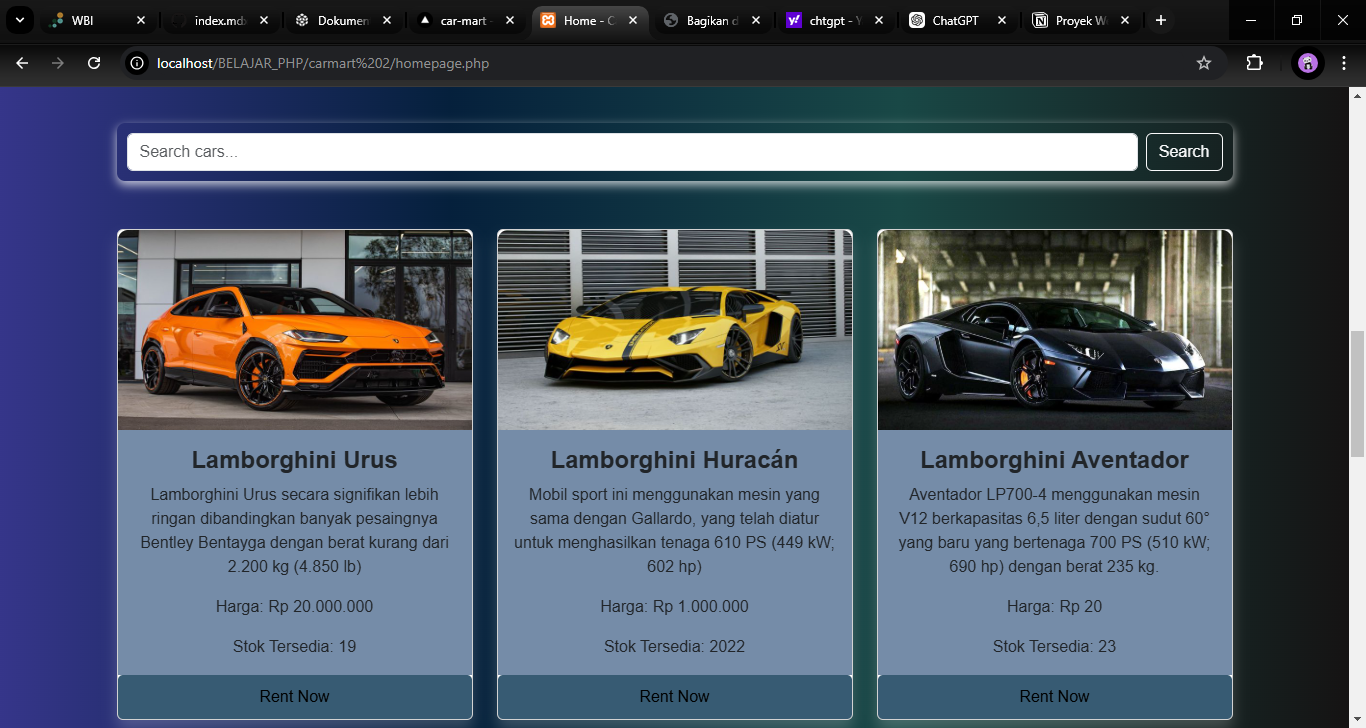 WBI
index.md
Dokumen
car-mart -
Home - C
Bagikan d
chtgpt - Y
ChatGPT
Proyek W
localhost/BELAJAR_PHP/carmart%202/homepage.php
Search cars...
Search
Lamborghini Urus
Lamborghini Urus secara signifikan lebih
ringan dibandingkan banyak pesaingnya
Bentley Bentayga dengan berat kurang dari
2.200 kg (4.850 lb)
Harga: Rp 20.000.000
Stok Tersedia: 19
Rent Now
Lamborghini Huracán
Mobil sport ini menggunakan mesin yang
sama dengan Gallardo, yang telah diatur
untuk menghasilkan tenaga 610 PS (449 kW;
602 hp)
Harga: Rp 1.000.000
Stok Tersedia: 2022
Rent Now
Lamborghini Aventador
Aventador LP700-4 menggunakan mesin
V12 berkapasitas 6,5 liter dengan sudut 60°
yang baru yang bertenaga 700 PS (510 kW;
690 hp) dengan berat 235 kg.
Harga: Rp 20
Stok Tersedia: 23
Rent Now